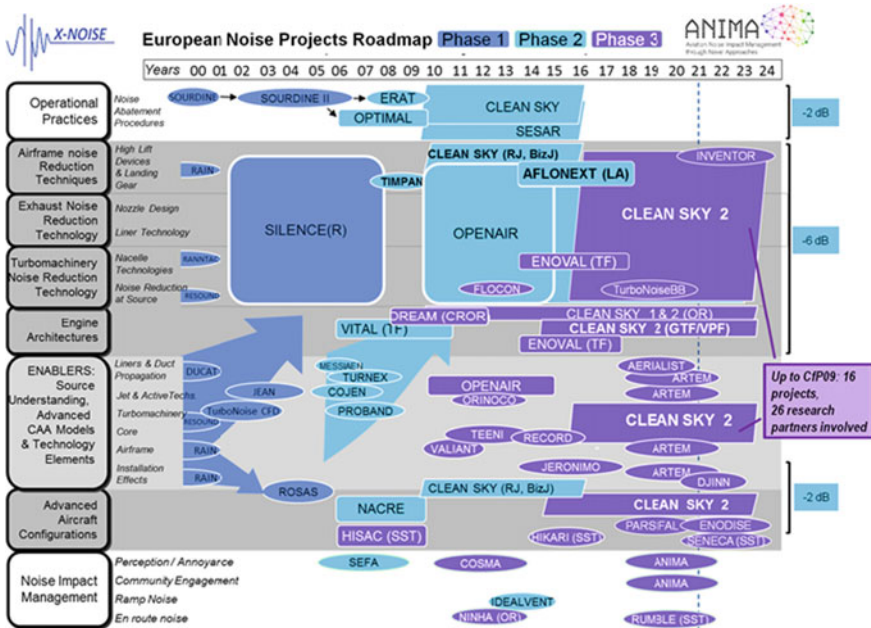 X-NOISE
European Noise Projects Roadmap Phase 1 Phase 2 Phase 3
ANIMA
Aviation Noise Impact Management
through Novel Approaches
Years 00 01 02 03 04 05 06 07 08 09 10 11 12 13 14 15 16 17 18 19 20 21 22 23 24
Operational
Practices
Noise
Abatement
Procedures
SOURDINE
SOURDINE II
ERAT
OPTIMAL
CLEAN SKY
SESAR
-2 dB
Airframe noise
Reduction
Techniques
High Lift
Devices
& Landing
Gear
RAIN
TIMPAN
CLEAN SKY (RJ, BizJ)
AFLONEXT (LA)
INVENTOR
Exhaust Noise
Reduction
Technology
Nozzle Design
Liner Technology
SILENCE(R)
OPENAIR
CLEAN SKY 2
-6 dB
Turbomachinery
Noise Reduction
Technology
Nacelle
Technologies
Noise Reduction
at Source
RANNTAC
RESOUND
ENOVAL (TF)
FLOCON
TurboNoiseBB
Engine
Architectures
DREAM (CROR)
VITAL (TF)
CLEAN SKY 1 & 2 (OR)
CLEAN SKY 2 (GTF/VPF)
ENOVAL (TF)
ENABLERS:
Source
Understanding,
Advanced
CAA Models
& Technology
Elements
Liners & Duct
Propagation
Jet & ActiveTechs
Turbomachinery
Core
Airframe
Installation
Effects
DUCAT
JEAN
TurboNoise CFD
RESOUND
RAIN
RAIN
ROSAS
MESSIAEN
TURNEX
COJEN
PROBAND
OPENAIR
ORINOCO
TEENI
VALIANT
RECORD
JERONIMO
AERIALIST
ARTEM
ARTEM
CLEAN SKY 2
ARTEM
ARTEM
DJINN
Up to CfP09: 16
projects,
26 research
partners involved
Advanced
Aircraft
Configurations
NACRE
HISAC (SST)
CLEAN SKY (RJ, BizJ)
CLEAN SKY 2
HIKARI (SST)
PARSIFAL
ENODISE
SENECA (SST)
-2 dB
Noise Impact
Management
Perception / Annoyarce
Community Engagement
Ramp Noise
En route noise
SEFA
COSMA
ANIMA
ANIMA
IDEALVENT
NINHA (OR)
RUMBLE (SST)